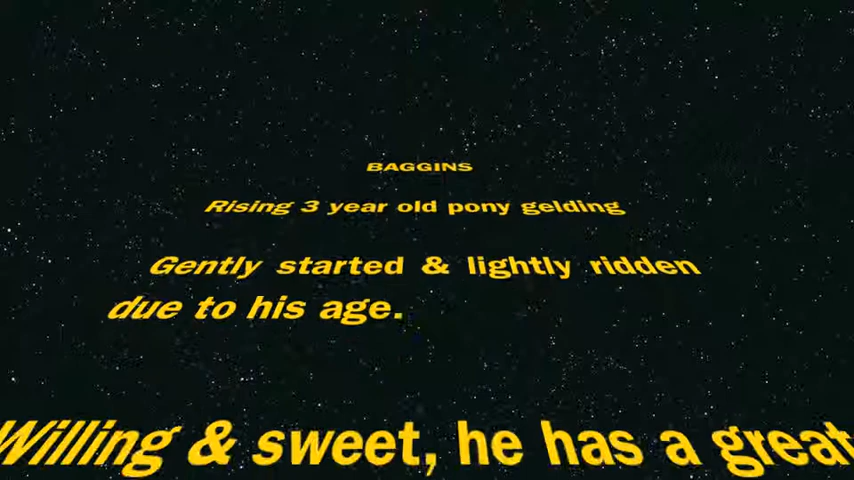 BAGGINS
Rising 3 year old pony gelding
Gently started & lightly ridden
due to his age.
Willing & sweet, he has a great